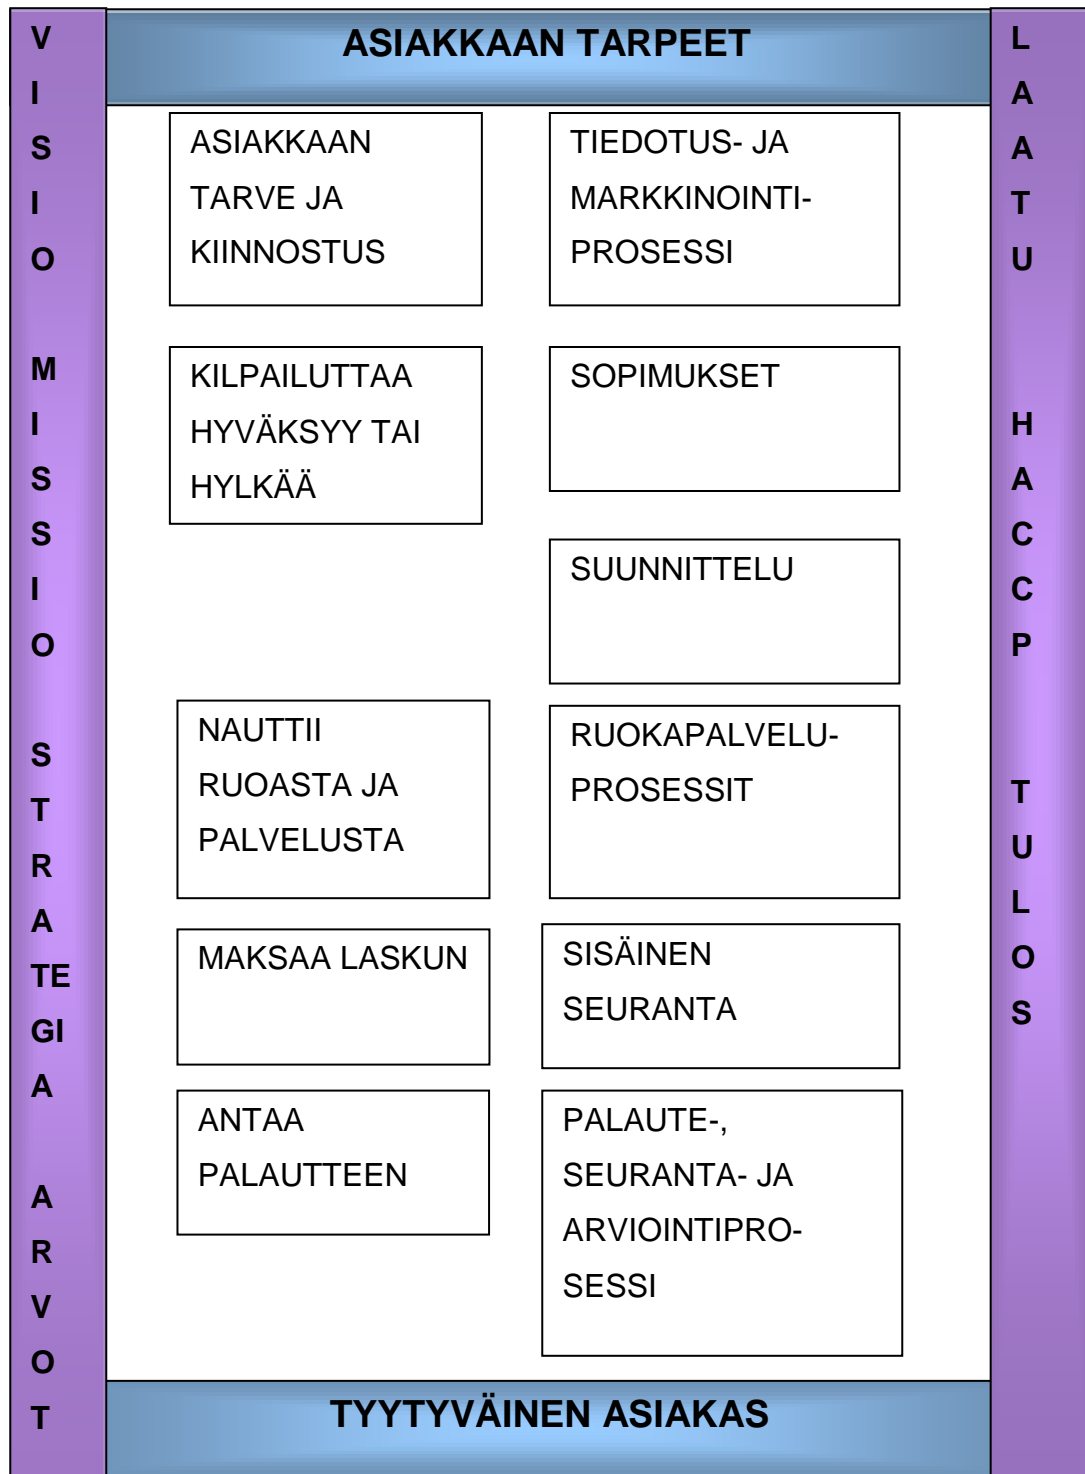 V
I
S
I
O
M
I
S
S
I
O
S
T
R
A
TE
GI
A
A
R
V
O
T
ASIAKKAAN TARPEET
ASIAKKAAN
TARVE JA
KIINNOSTUS
TIEDOTUS- JA
MARKKINOINTI-
PROSESSI
KILPAILUTTAA
HYVÄKSYY TAI
HYLKÄÄ
SOPIMUKSET
SUUNNITTELU
NAUTTII
RUOASTA JA
PALVELUSTA
RUOKAPALVELU-
PROSESSIT
MAKSAA LASKUN
SISÄINEN
SEURANTA
ANTAA
PALAUTTEEN
PALAUTE-,
SEURANTA- JA
ARVIOINTIPRO-
SESSI
TYYTYVÄINEN ASIAKAS
L
A
A
T
U
H
A
C
C
P
T
U
L
O
S